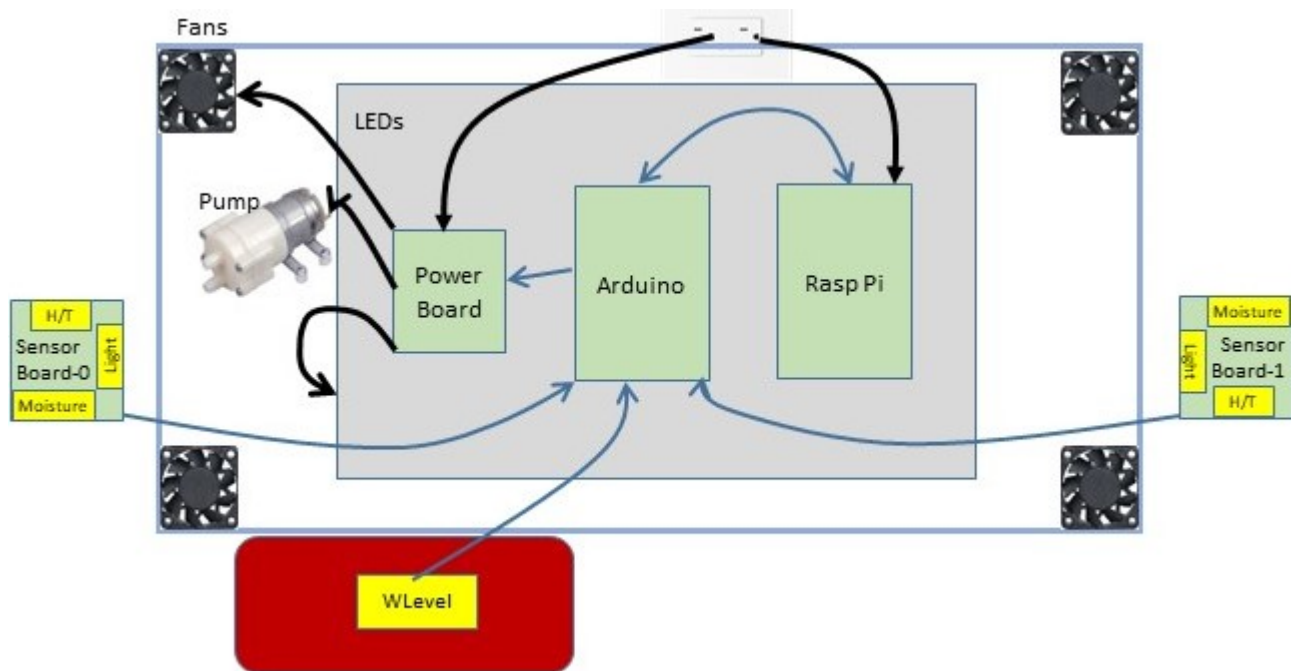 Fans
LEDs
Pump
Power
Board
Arduino
Rasp Pi
H/T
Sensor
Board-0
Light
Moisture
Moisture
Light
Sensor
Board-1
H/T
WLevel